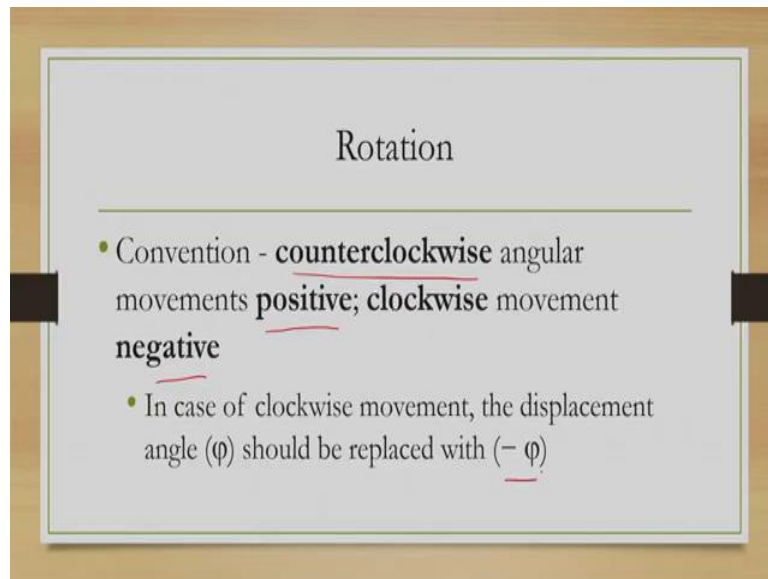 Rotation
• Convention - counterclockwise angular
movements positive; clockwise movement
negative
• In case of clockwise movement, the displacement
angle (φ) should be replaced with (− φ)